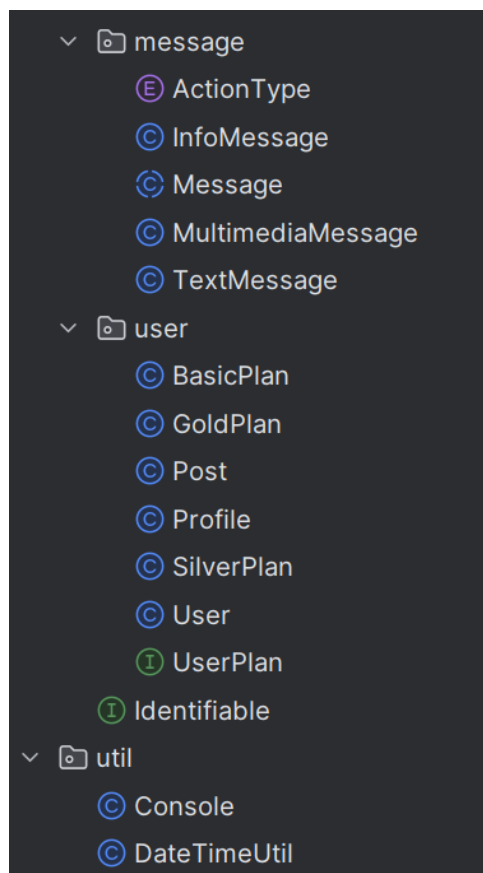 message
E ActionType
C InfoMessage
C Message
C MultimediaMessage
C TextMessage
user
C BasicPlan
C GoldPlan
C Post
C Profile
C SilverPlan
C User
I UserPlan
I Identifiable
util
C Console
C DateTimeUtil